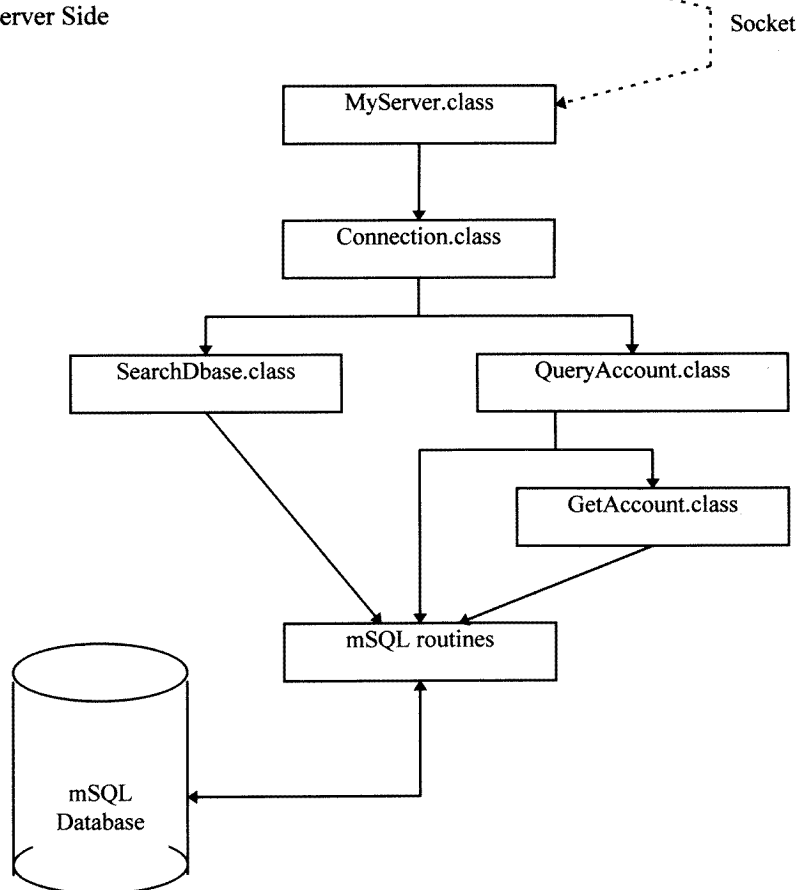 erver Side
Socket
MyServer.class
Connection.class
SearchDbase.class
QueryAccount.class
GetAccount.class
mSQL routines
mSQL
Database